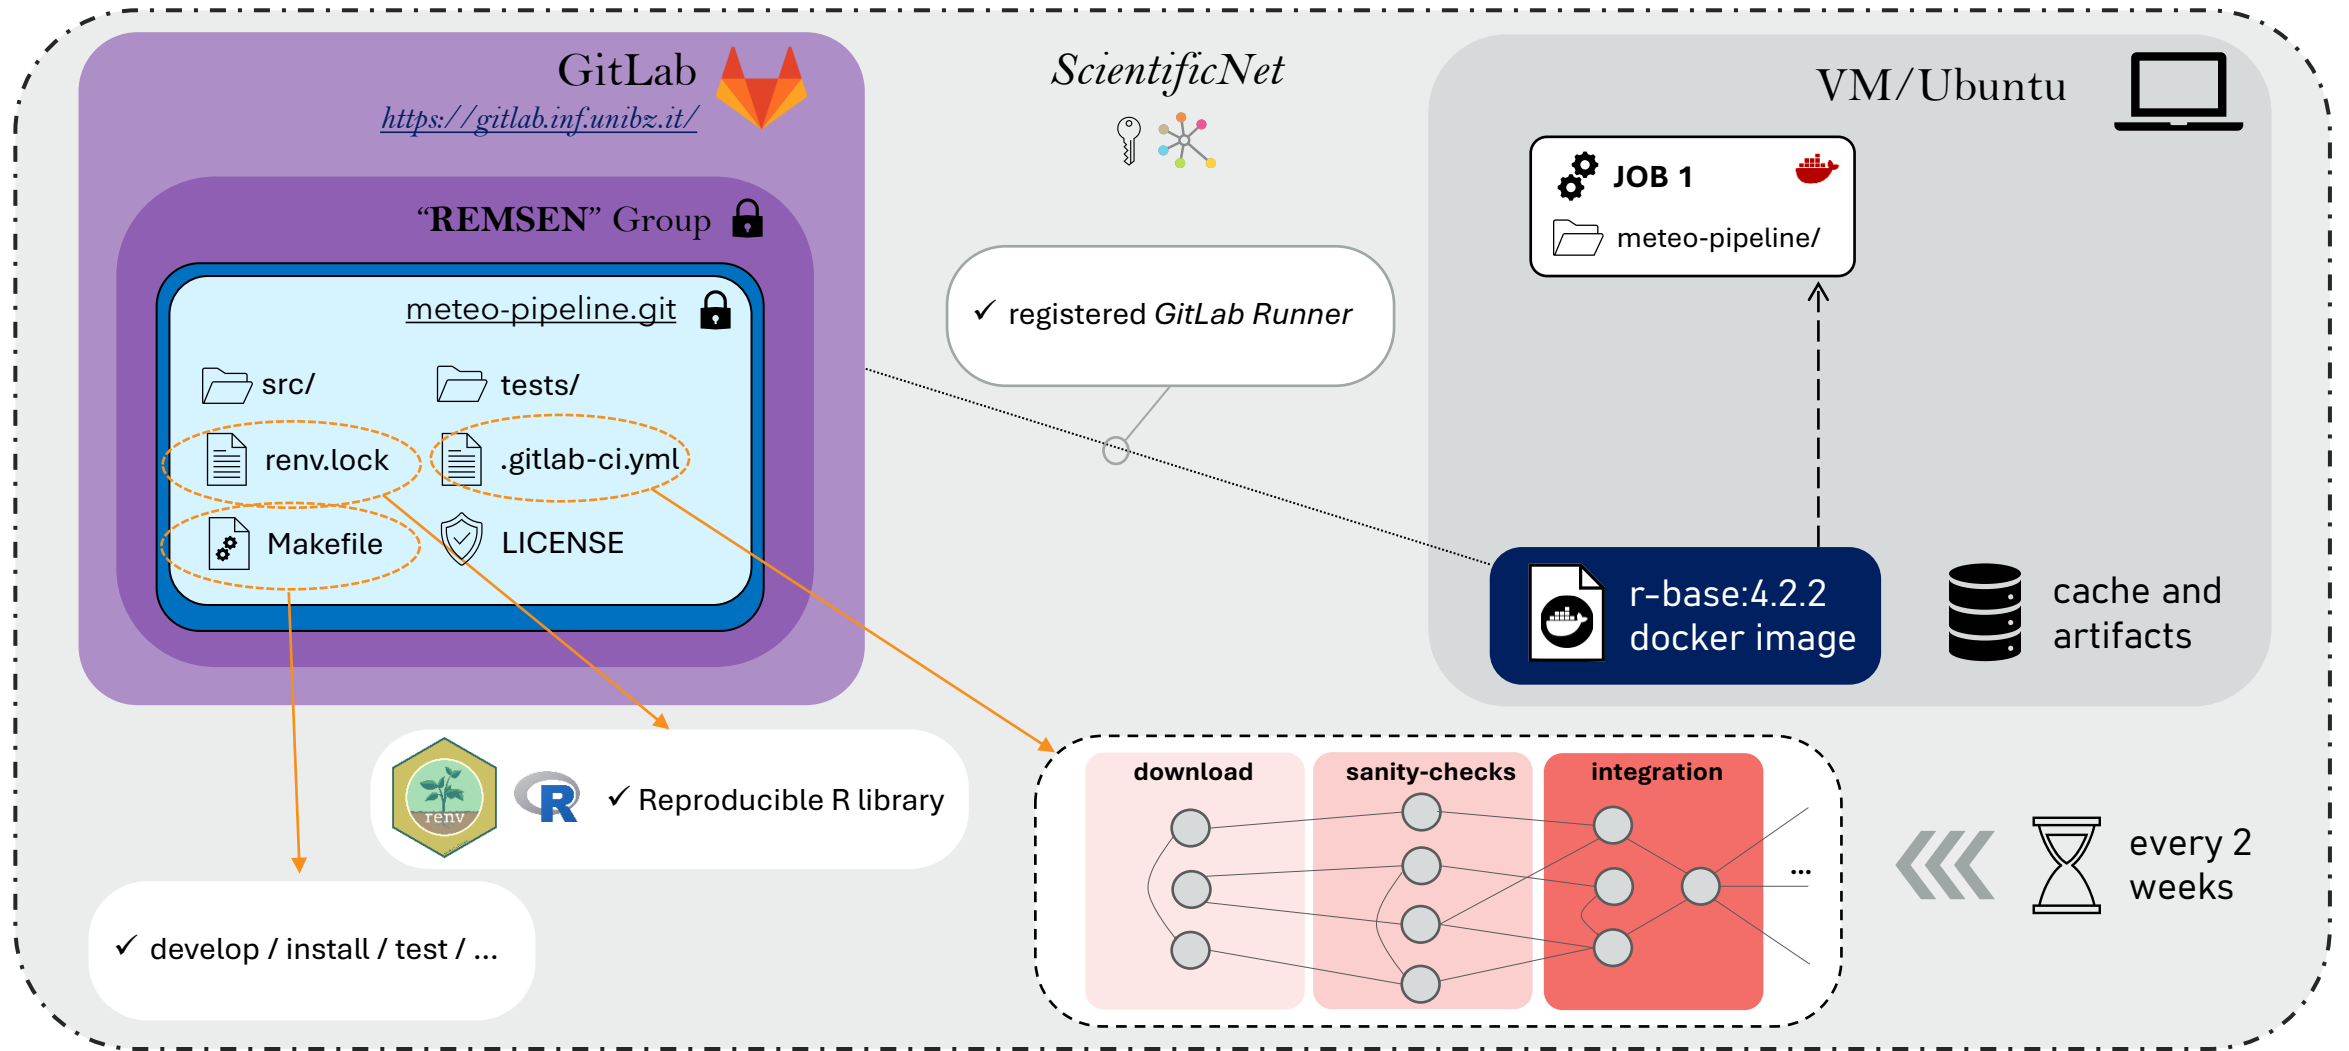 GitLab
https://gitlab.inf.unibz.it/
“REMSEN” Group
meteo-pipeline.git
src/
tests/
renv.lock
.gitlab-ci.yml
Makefile
LICENSE
ScientificNet
✓ registered GitLab Runner
VM/Ubuntu
JOB 1
meteo-pipeline/
r-base:4.2.2
docker image
cache and
artifacts
renv
R
✓ Reproducible R library
✓ develop / install / test / ...
download
sanity-checks
integration
...
every 2
weeks